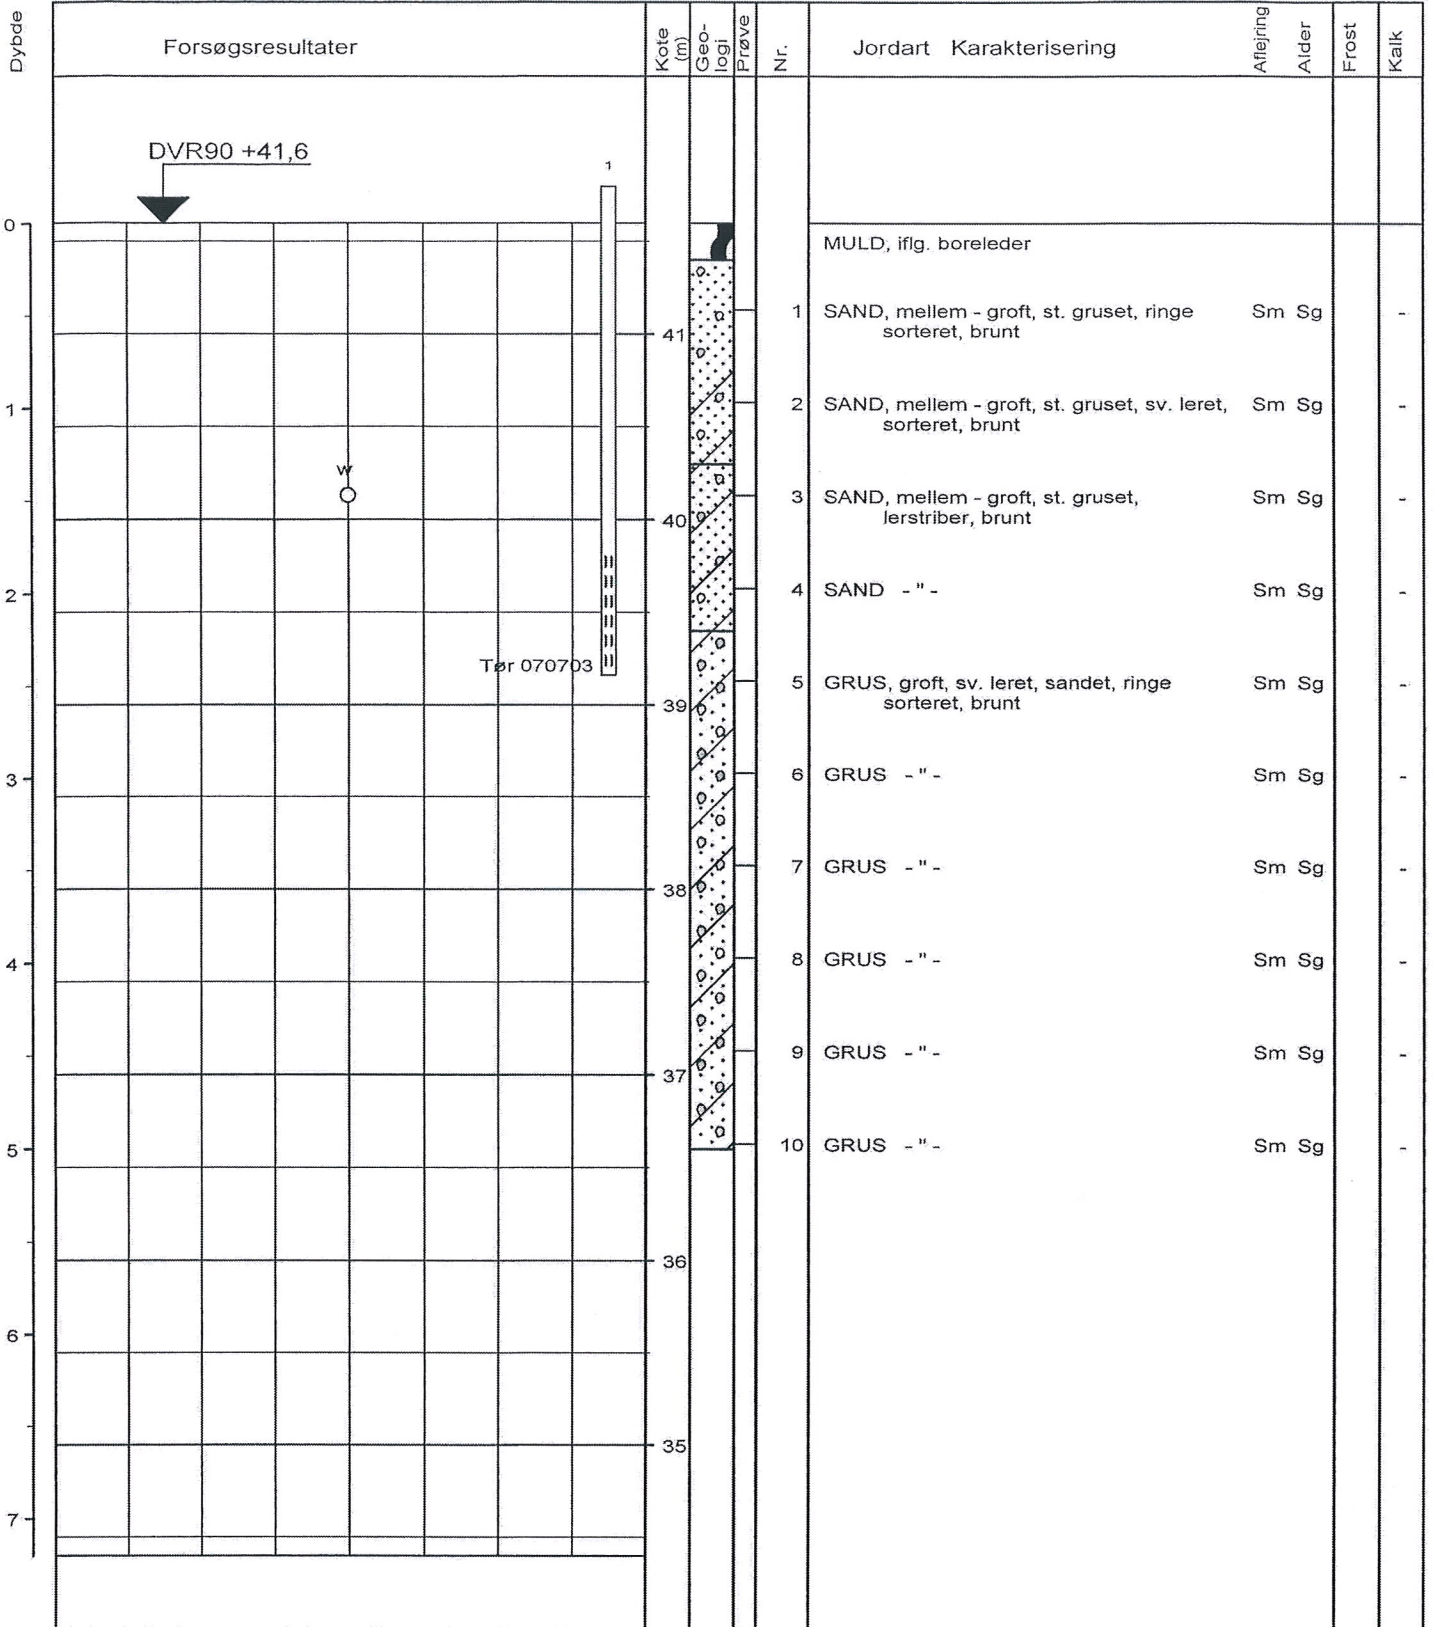 Dybde
Forsøgsresultater
Kote (m)
Geo-
logi
Prøve
Nr.
Jordart Karakterisering
Aflejring
Alder
Frost
Kalk
DVR90 +41,6
1
0
MULD, iflg. boreleder
1 SAND, mellem - groft, st. gruset, ringe Sm Sg -
sorteret, brunt
41
1
2 SAND, mellem - groft, st. gruset, sv. leret, Sm Sg -
sorteret, brunt
W
3 SAND, mellem - groft, st. gruset, Sm Sg -
lerstriber, brunt
40
2
4 SAND - " - Sm Sg -
Tør 070703
5 GRUS, groft, sv. leret, sandet, ringe Sm Sg -
sorteret, brunt
39
3
6 GRUS - " - Sm Sg -
7 GRUS - " - Sm Sg -
38
4
8 GRUS - " - Sm Sg -
9 GRUS - " - Sm Sg -
37
5
10 GRUS - " - Sm Sg -
36
6
35
7